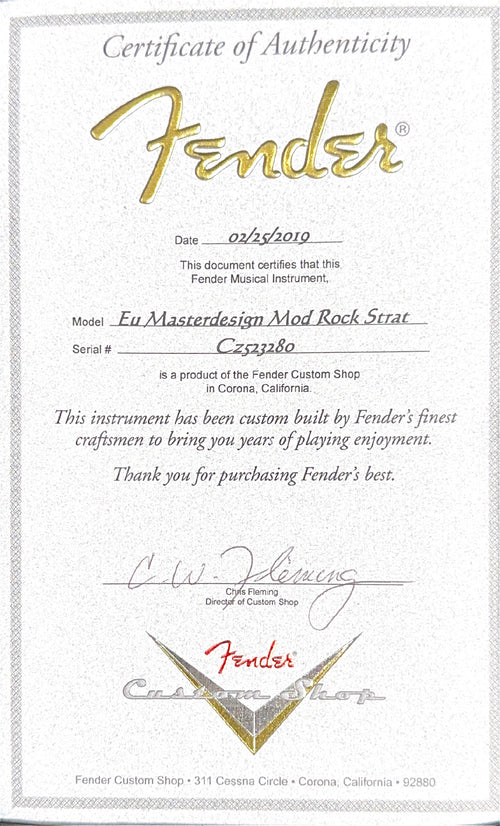 Certificate of Authenticity
Fender®
Date 02/25/2019
This document certifies that this
Fender Musical Instrument,
Model Eu Masterdesign Mod Rock Strat
Serial # Cz523280
is a product of the Fender Custom Shop
in Corona, California.
This instrument has been custom built by Fender's finest
craftsmen to bring you years of playing enjoyment.
Thank you for purchasing Fender's best.
C. W. Fleming
Chris Fleming
Director of Custom Shop
Fender®
Custom Shop
Fender Custom Shop • 311 Cessna Circle • Corona, California • 92880